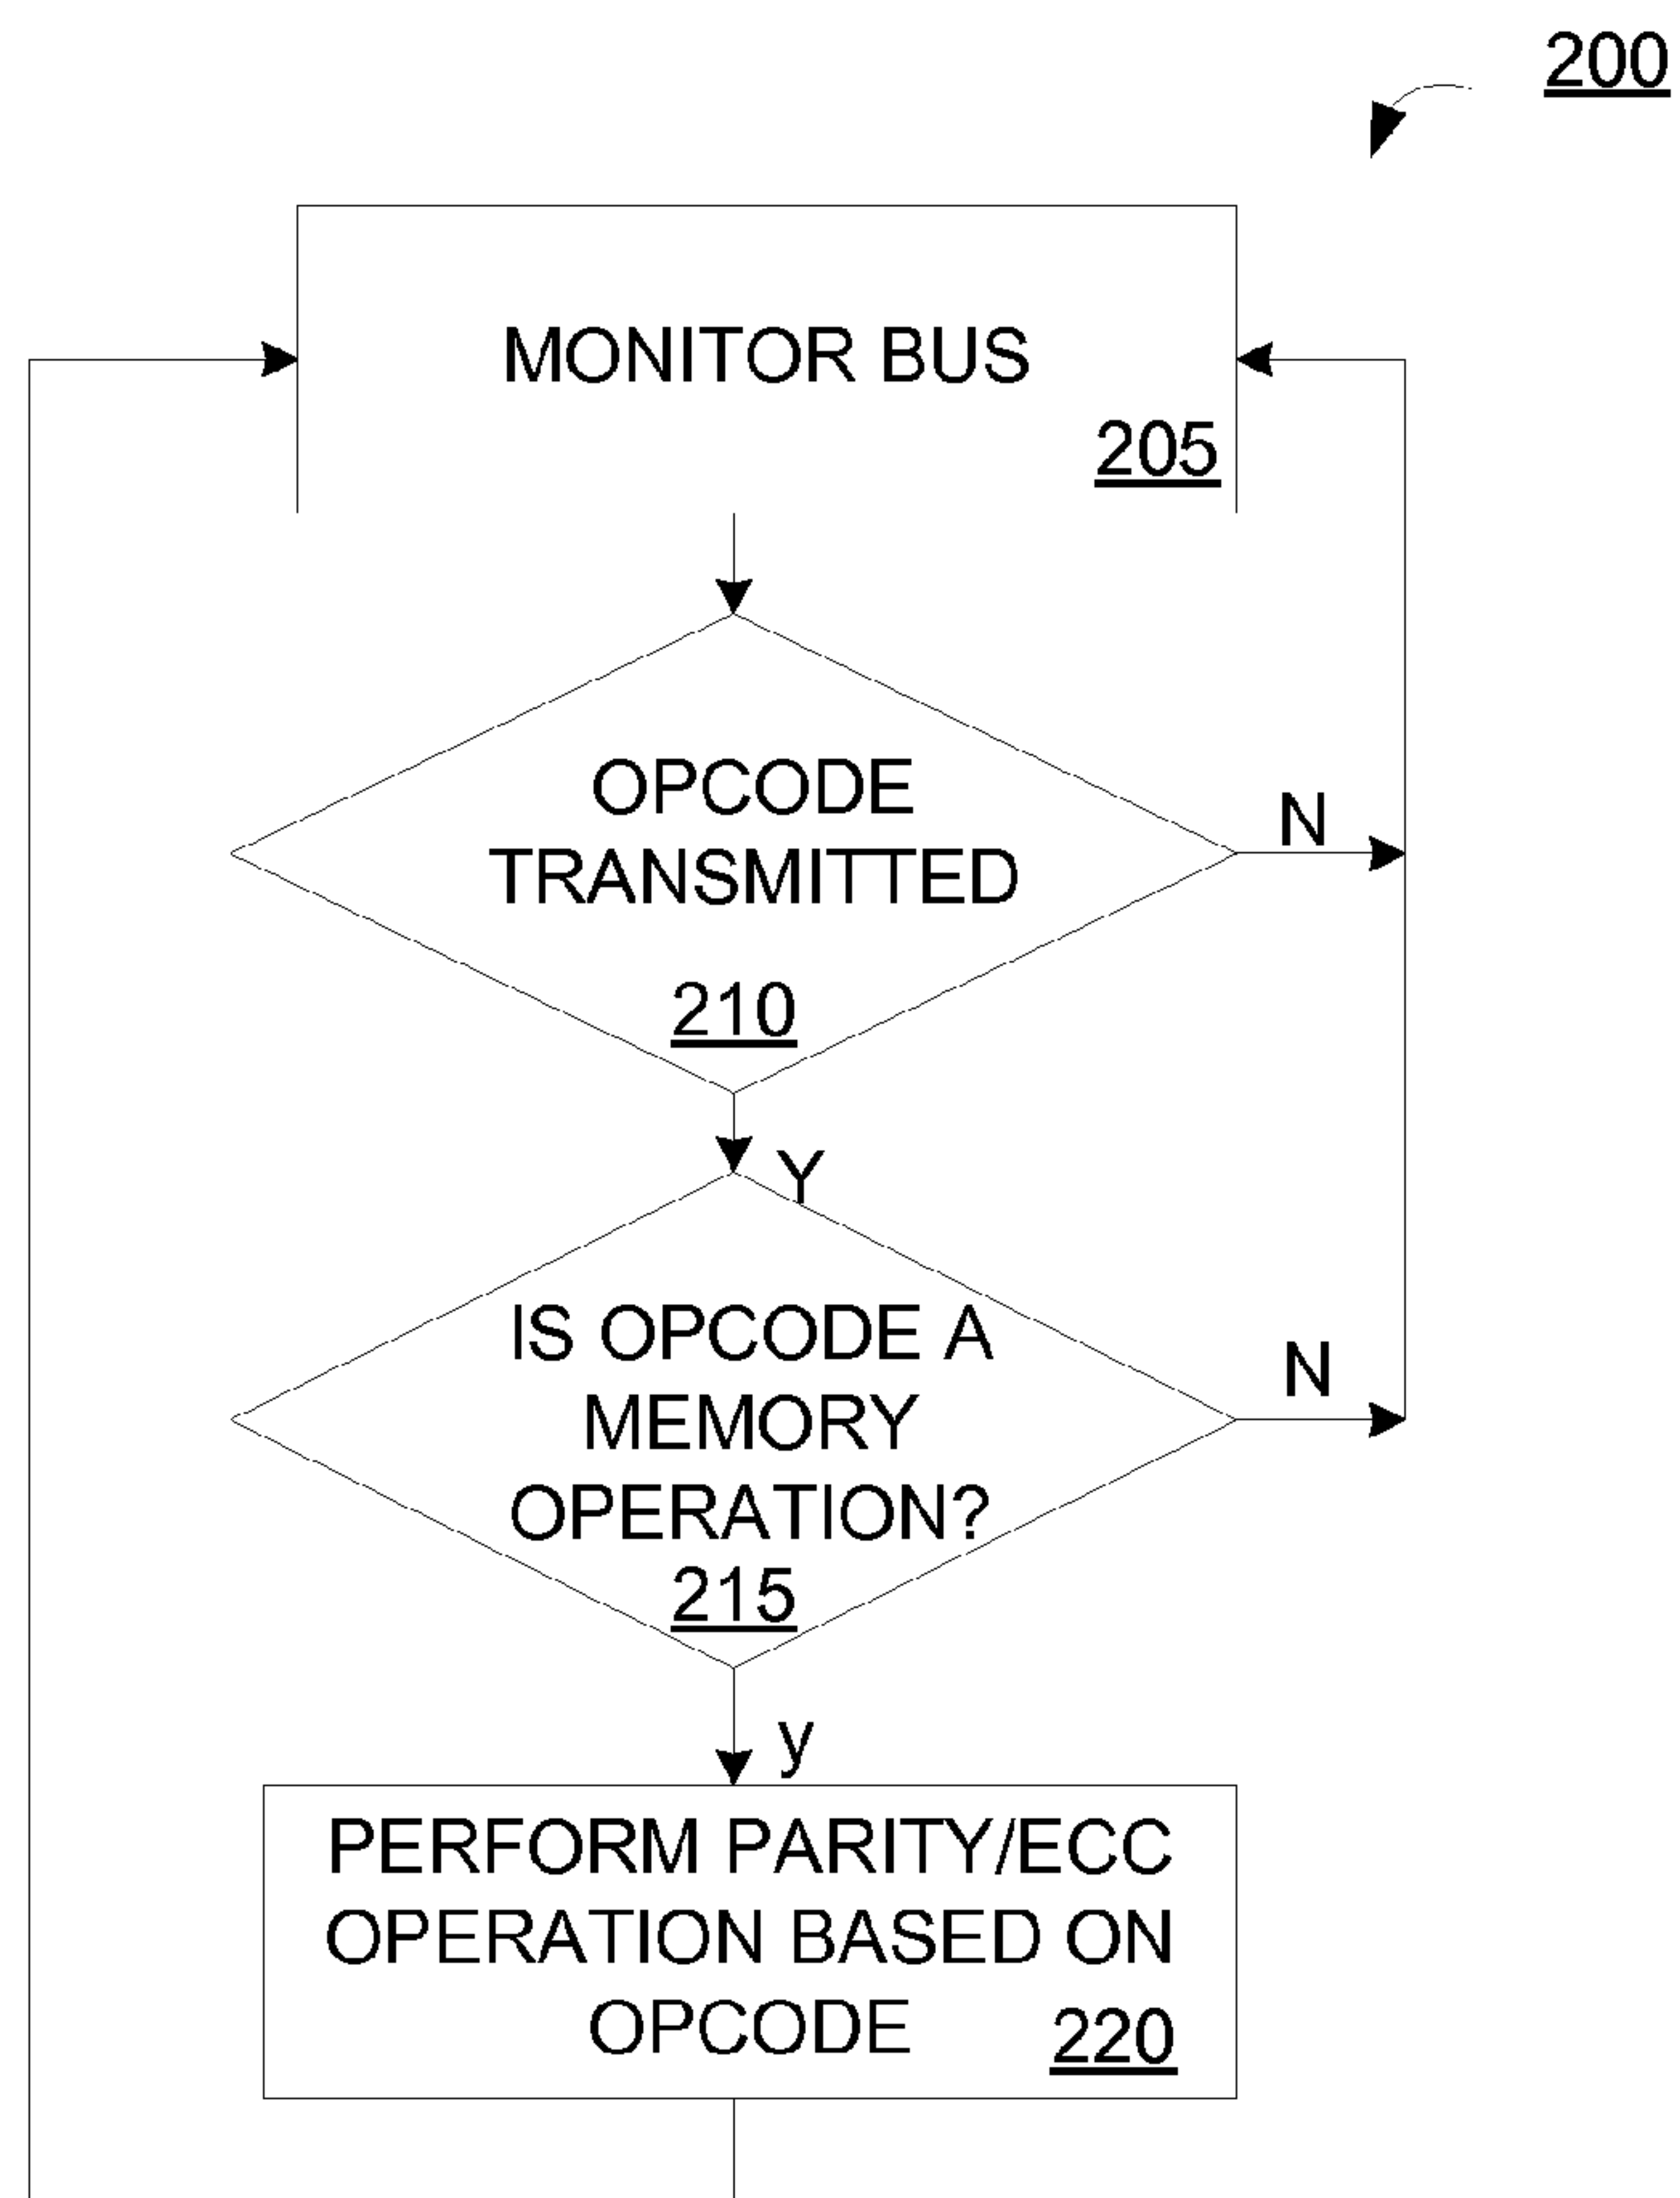 200
MONITOR BUS
205
OPCODE
TRANSMITTED
N
210
Y
IS OPCODE A
MEMORY
OPERATION?
N
215
y
PERFORM PARITY/ECC
OPERATION BASED ON
OPCODE
220